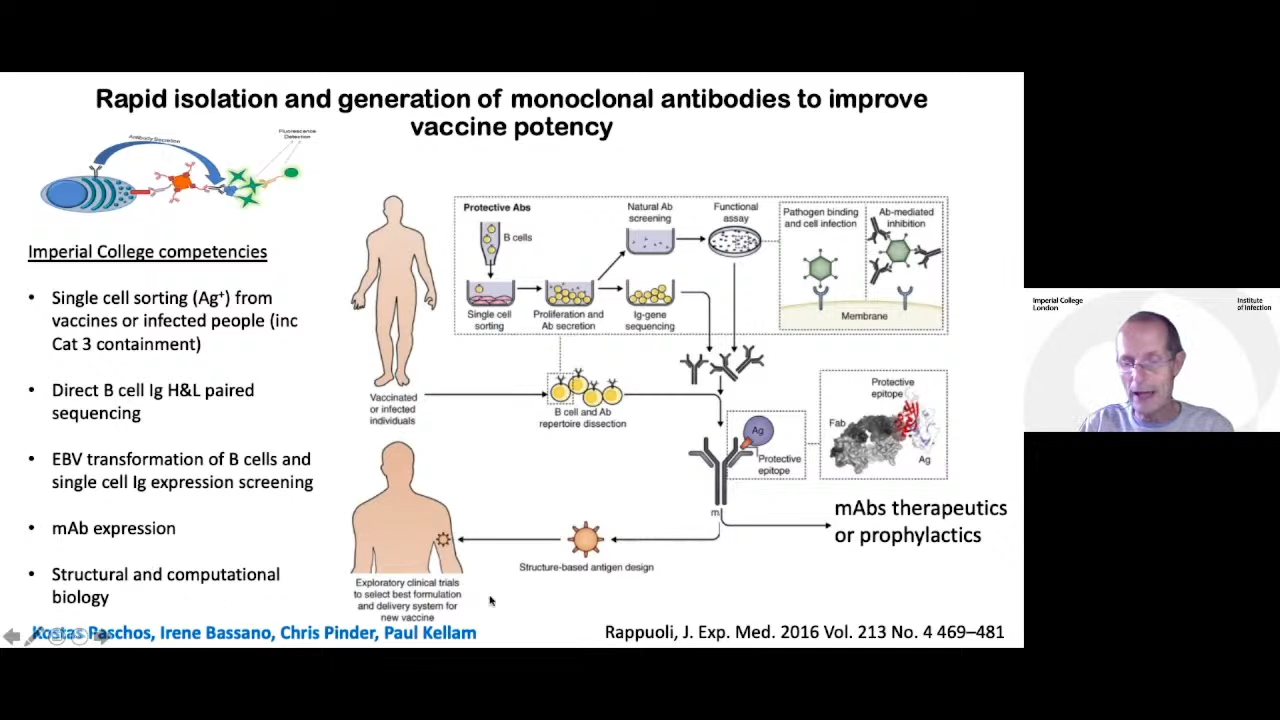 Rapid isolation and generation of monoclonal antibodies to improve
vaccine potency
Antibody Secretion
Fluorescence
Detection
Imperial College competencies
• Single cell sorting (Ag⁺) from
vaccines or infected people (inc
Cat 3 containment)
• Direct B cell Ig H&L paired
sequencing
• EBV transformation of B cells and
single cell Ig expression screening
• mAb expression
• Structural and computational
biology
Protective Abs
B cells
Single cell
sorting
Proliferation and
Ab secretion
Natural Ab
screening
Ig-gene
sequencing
Functional
assay
Pathogen binding
and cell infection
Ab-mediated
inhibition
Membrane
Vaccinated
or infected
individuals
B cell and Ab
repertoire dissection
Ag
Protective
epitope
Protective
epitope
Fab
Ag
m
mAbs therapeutics
or prophylactics
Structure-based antigen design
Exploratory clinical trials
to select best formulation
and delivery system for
new vaccine
Kostas Paschos, Irene Bassano, Chris Pinder, Paul Kellam
Rappuoli, J. Exp. Med. 2016 Vol. 213 No. 4 469–481
Imperial College
London
Institute
of Infection